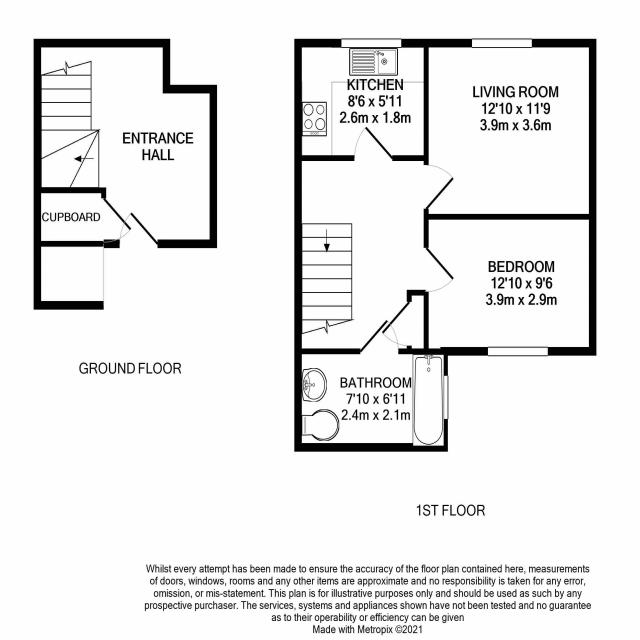 ENTRANCE
HALL
CUPBOARD
GROUND FLOOR
KITCHEN
8'6 x 5'11
2.6m x 1.8m
LIVING ROOM
12'10 x 11'9
3.9m x 3.6m
BEDROOM
12'10 x 9'6
3.9m x 2.9m
BATHROOM
7'10 x 6'11
2.4m x 2.1m
1ST FLOOR
Whilst every attempt has been made to ensure the accuracy of the floor plan contained here, measurements
of doors, windows, rooms and any other items are approximate and no responsibility is taken for any error,
omission, or mis-statement. This plan is for illustrative purposes only and should be used as such by any
prospective purchaser. The services, systems and appliances shown have not been tested and no guarantee
as to their operability or efficiency can be given
Made with Metropix ©2021